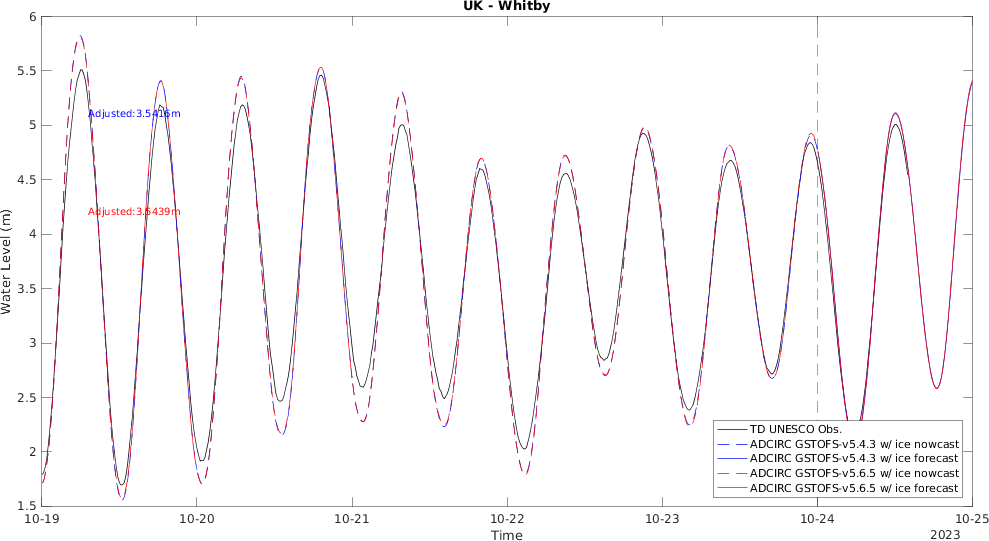 UK - Whitby
6
5.5
5
4.5
4
3.5
3
2.5
2
1.5
Water Level (m)
Adjusted:3.5416m
Adjusted:3.5439m
TD UNESCO Obs.
ADCIRC GSTOFS-v5.4.3 w/ ice nowcast
ADCIRC GSTOFS-v5.4.3 w/ ice forecast
ADCIRC GSTOFS-v5.6.5 w/ ice nowcast
ADCIRC GSTOFS-v5.6.5 w/ ice forecast
10-19 10-20 10-21 10-22 10-23 10-24 10-25
Time
2023